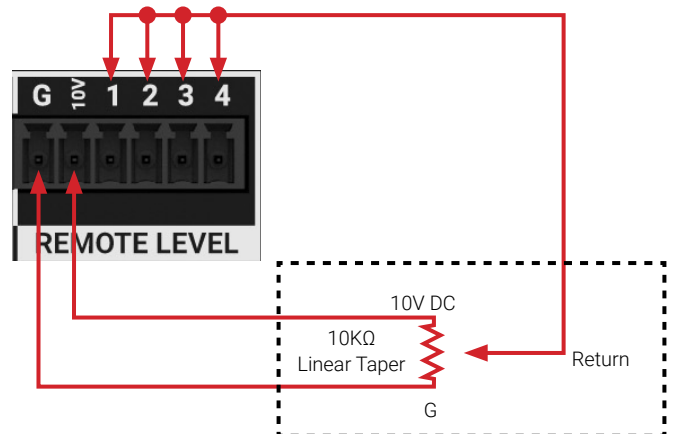 G 10V 1 2 3 4
REMOTE LEVEL
10V DC
10KΩ
Linear Taper
Return
G